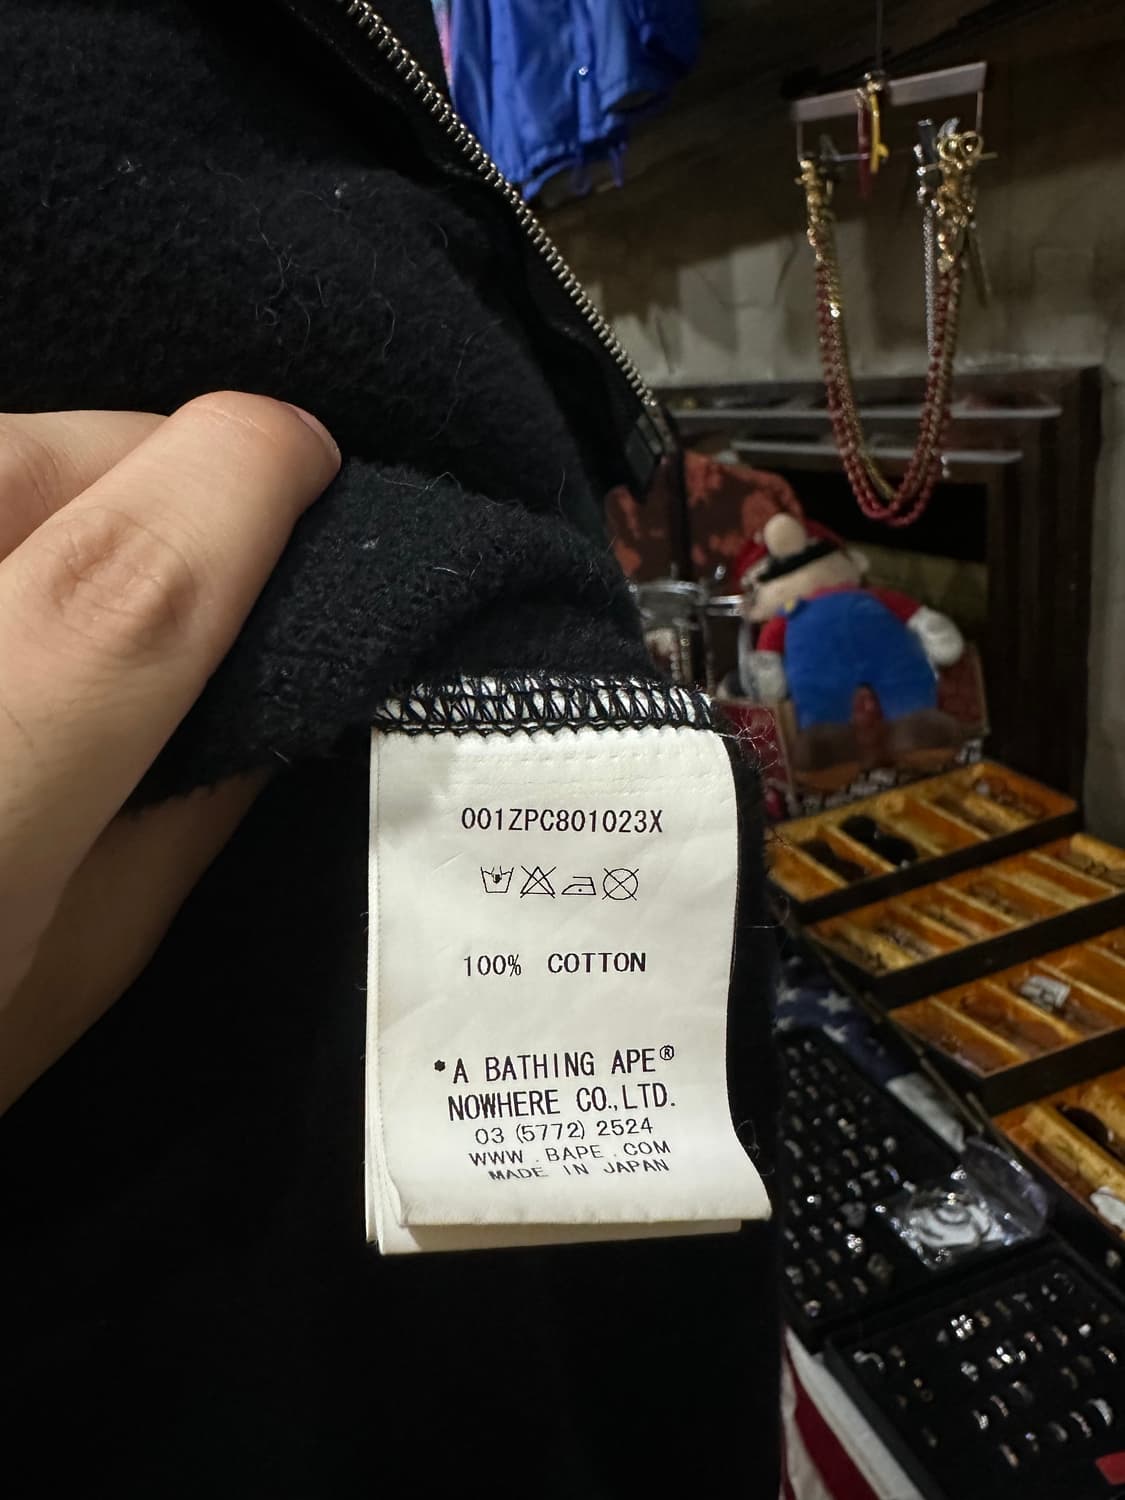 001ZPC801023X
100% COTTON
*A BATHING APE®
NOWHERE CO.,LTD.
03 (5772) 2524
WWW . BAPE . COM
MADE IN JAPAN